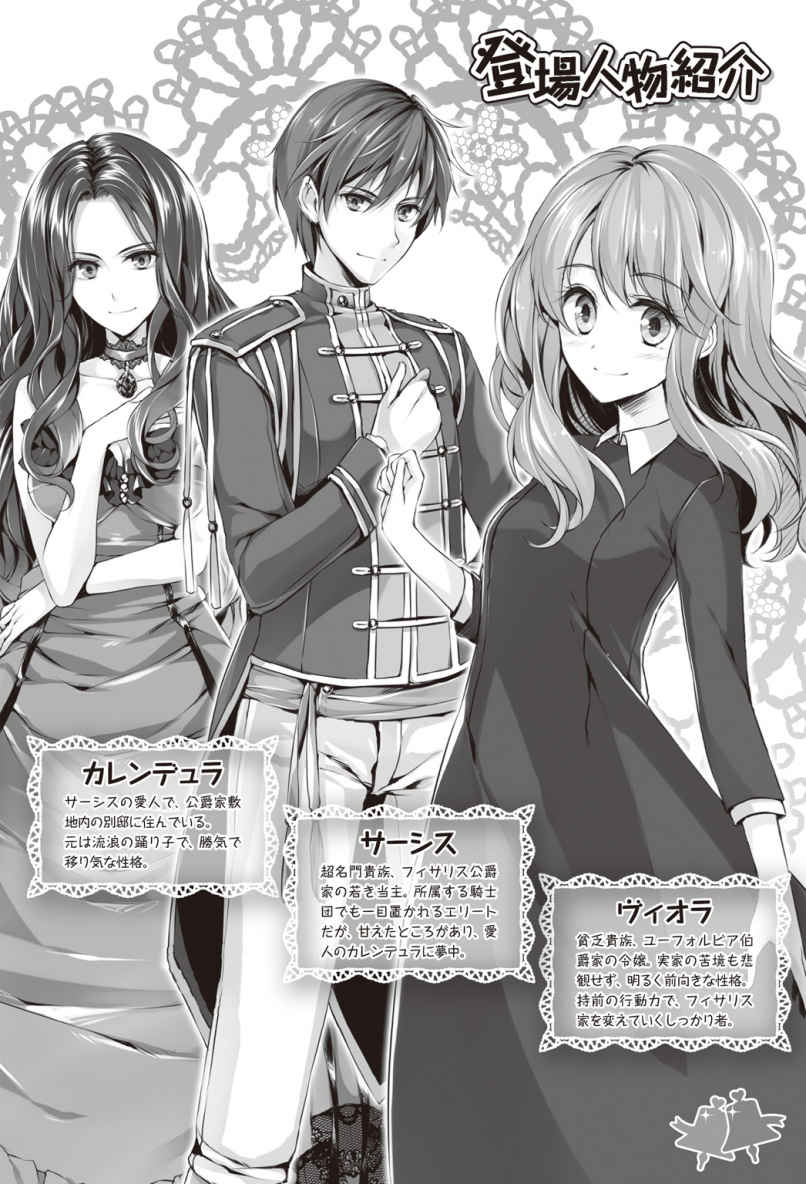 登場人物紹介
カレンデュラ
サーシスの愛人で、公爵家敷
地内の別邸に住んでいる。
元は流浪の踊り子で、勝気で
移り気な性格。
サーシス
超名門貴族、フィサリス公爵
家の若き当主。所属する騎士
団でも一目置かれるエリート
だが、甘えたところがあり、愛
人のカレンデュラに夢中。
ヴィオラ
貧乏貴族、ユーフォルビア伯
爵家の令嬢。実家の苦境も悲
観せず、明るく前向きな性格。
持前の行動力で、フィサリス
家を変えていくしっかり者。